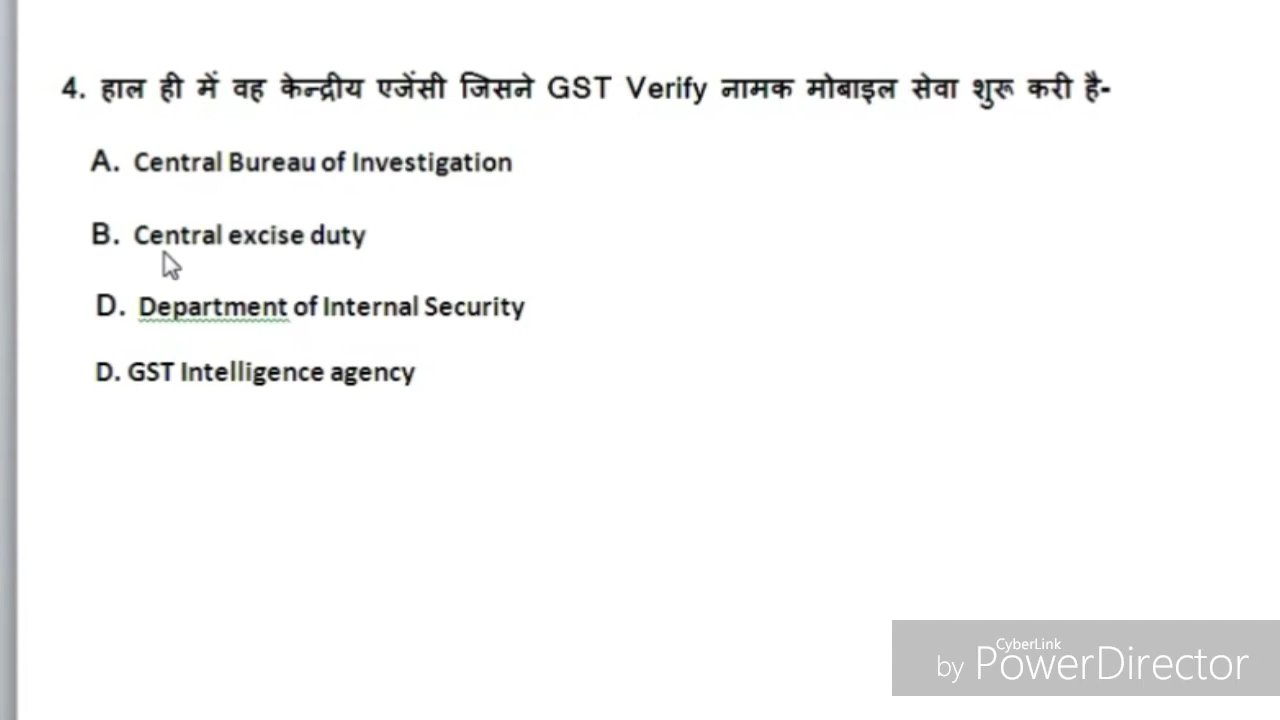 4. हाल ही में वह केन्द्रीय एजेंसी जिसने GST Verify नामक मोबाइल सेवा शुरू करी है-
A. Central Bureau of Investigation
B. Central excise duty
D. Department of Internal Security
D. GST Intelligence agency
CyberLink
by PowerDirector